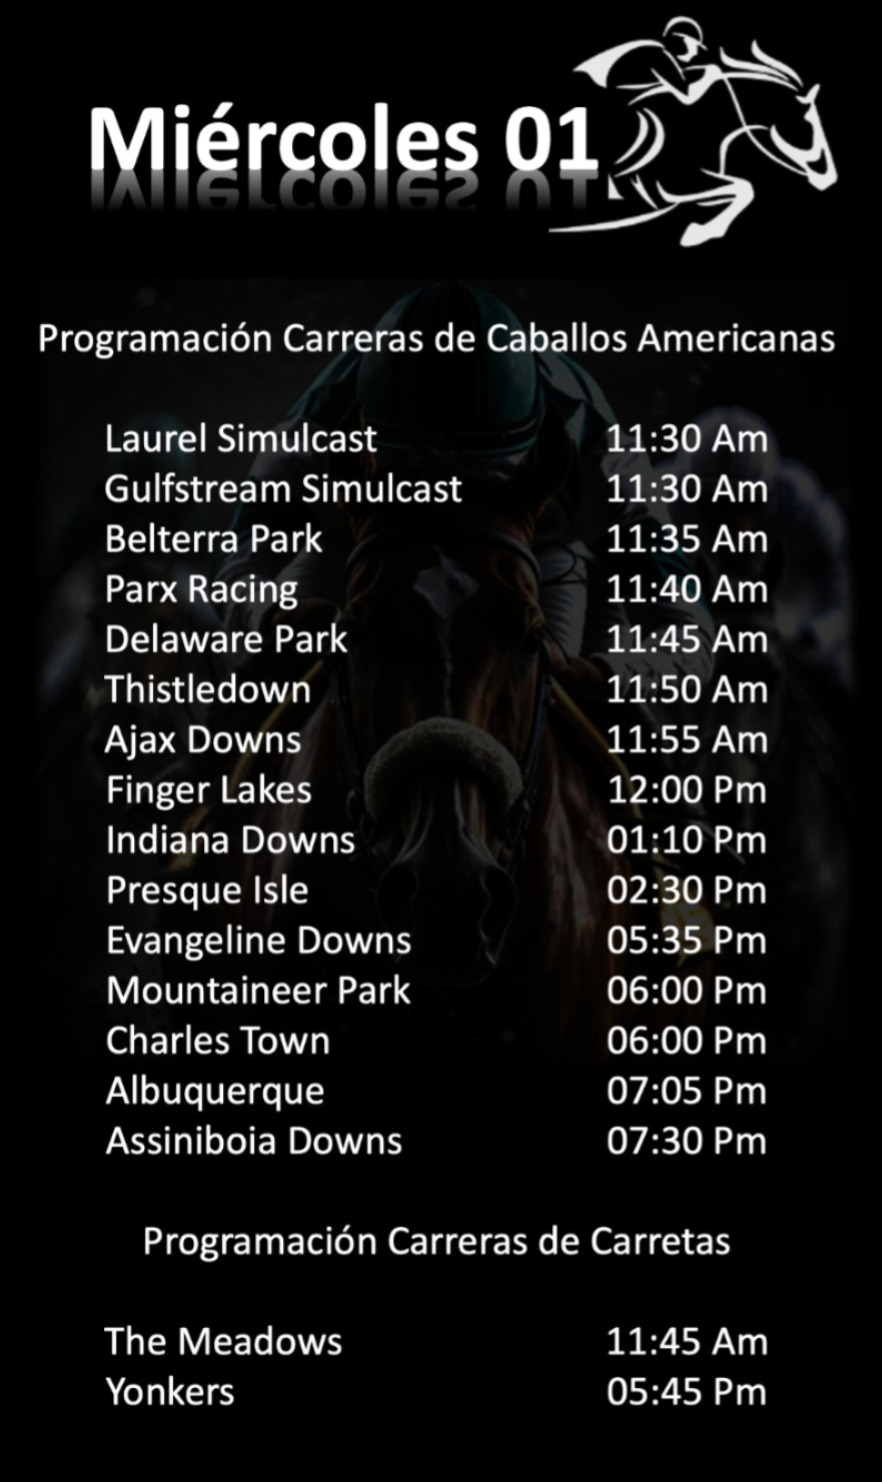 Miércoles 01
Programación Carreras de Caballos Americanas
Laurel Simulcast 11:30 Am
Gulfstream Simulcast 11:30 Am
Belterra Park 11:35 Am
Parx Racing 11:40 Am
Delaware Park 11:45 Am
Thistledown 11:50 Am
Ajax Downs 11:55 Am
Finger Lakes 12:00 Pm
Indiana Downs 01:10 Pm
Presque Isle 02:30 Pm
Evangeline Downs 05:35 Pm
Mountaineer Park 06:00 Pm
Charles Town 06:00 Pm
Albuquerque 07:05 Pm
Assiniboia Downs 07:30 Pm
Programación Carreras de Carretas
The Meadows 11:45 Am
Yonkers 05:45 Pm